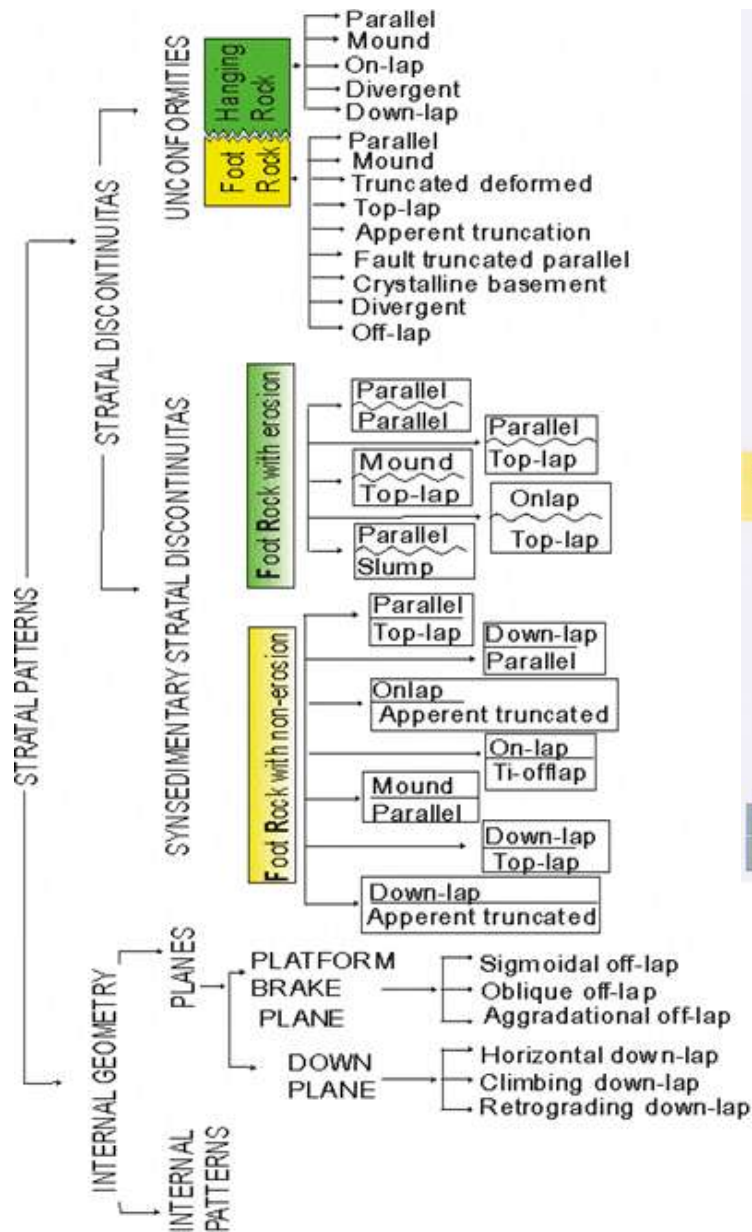 STRATAL PATTERNS
STRATAL DISCONTINUITAS
UNCONFORMITIES
Hanging
Rock
Parallel
Mound
On-lap
Divergent
Down-lap
Foot
Rock
Parallel
Mound
Truncated deformed
Top-lap
Apperent truncation
Fault truncated parallel
Crystalline basement
Divergent
Off-lap
SYNSEDIMENTARY STRATAL DISCONTINUITAS
Foot Rock with erosion
Parallel
Parallel
Parallel
Top-lap
Mound
Top-lap
Onlap
Top-lap
Parallel
Slump
Foot Rock with non-erosion
Parallel
Top-lap
Down-lap
Parallel
Onlap
Apperent truncated
On-lap
Ti-offlap
Mound
Parallel
Down-lap
Top-lap
Down-lap
Apperent truncated
INTERNAL GEOMETRY
PLANES
PLATFORM
BRAKE
PLANE
Sigmoidal off-lap
Oblique off-lap
Aggradational off-lap
DOWN
PLANE
Horizontal down-lap
Climbing down-lap
Retrograding down-lap
INTERNAL
PATTERNS